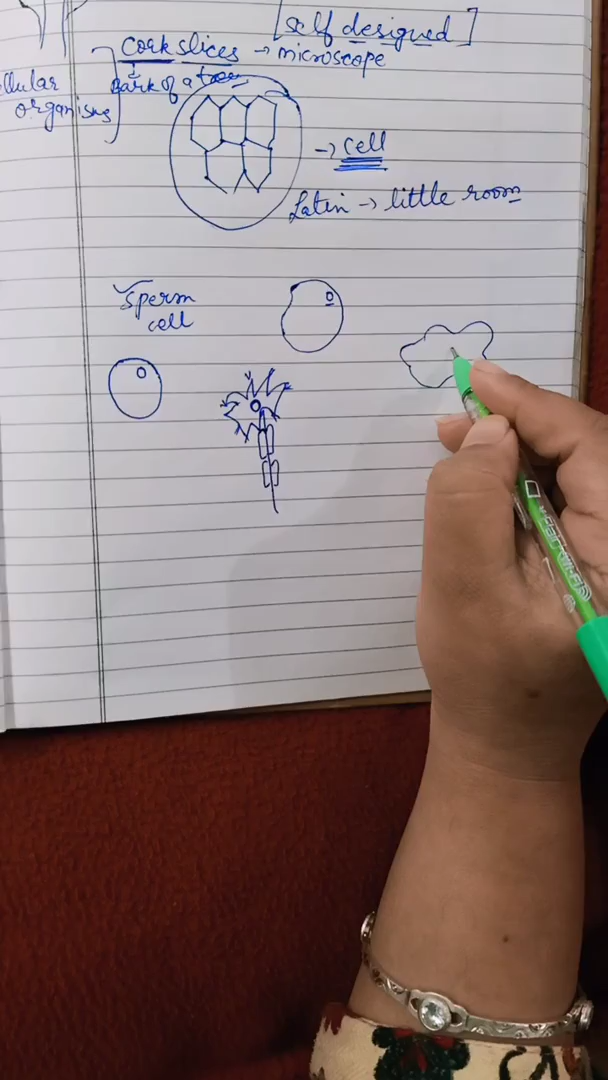 [self designed]
cork slices → microscope
Bark of a tree
llular
organisms
→ cell
Latin → little room
Sperm
cell